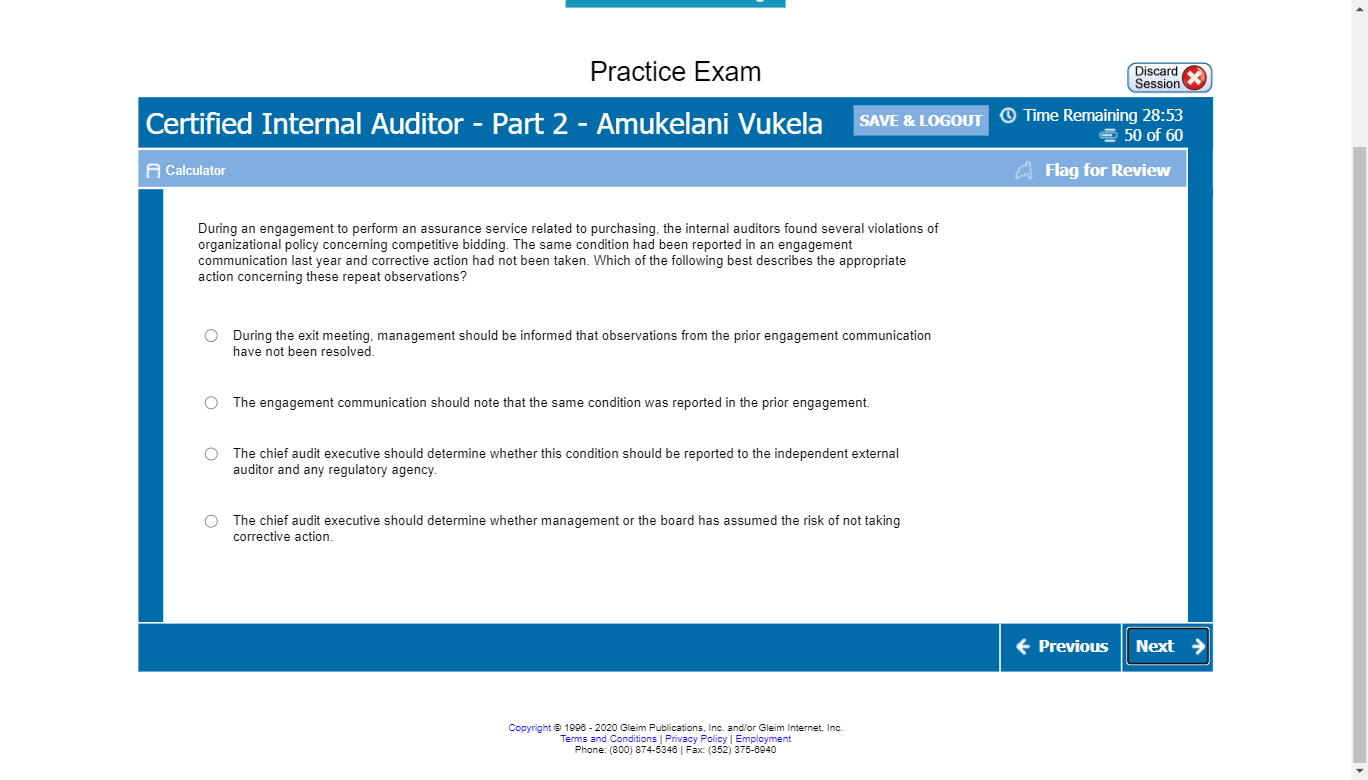 Practice Exam
Discard
Session
Certified Internal Auditor - Part 2 - Amukelani Vukela
SAVE & LOGOUT
Time Remaining 28:53
50 of 60
Calculator
Flag for Review
During an engagement to perform an assurance service related to purchasing, the internal auditors found several violations of
organizational policy concerning competitive bidding. The same condition had been reported in an engagement
communication last year and corrective action had not been taken. Which of the following best describes the appropriate
action concerning these repeat observations?
During the exit meeting, management should be informed that observations from the prior engagement communication
have not been resolved.
The engagement communication should note that the same condition was reported in the prior engagement.
The chief audit executive should determine whether this condition should be reported to the independent external
auditor and any regulatory agency.
The chief audit executive should determine whether management or the board has assumed the risk of not taking
corrective action.
Previous
Next
Copyright © 1996 - 2020 Gleim Publications, Inc. and/or Gleim Internet, Inc.
Terms and Conditions | Privacy Policy | Employment
Phone: (800) 874-5346 | Fax: (352) 375-6940